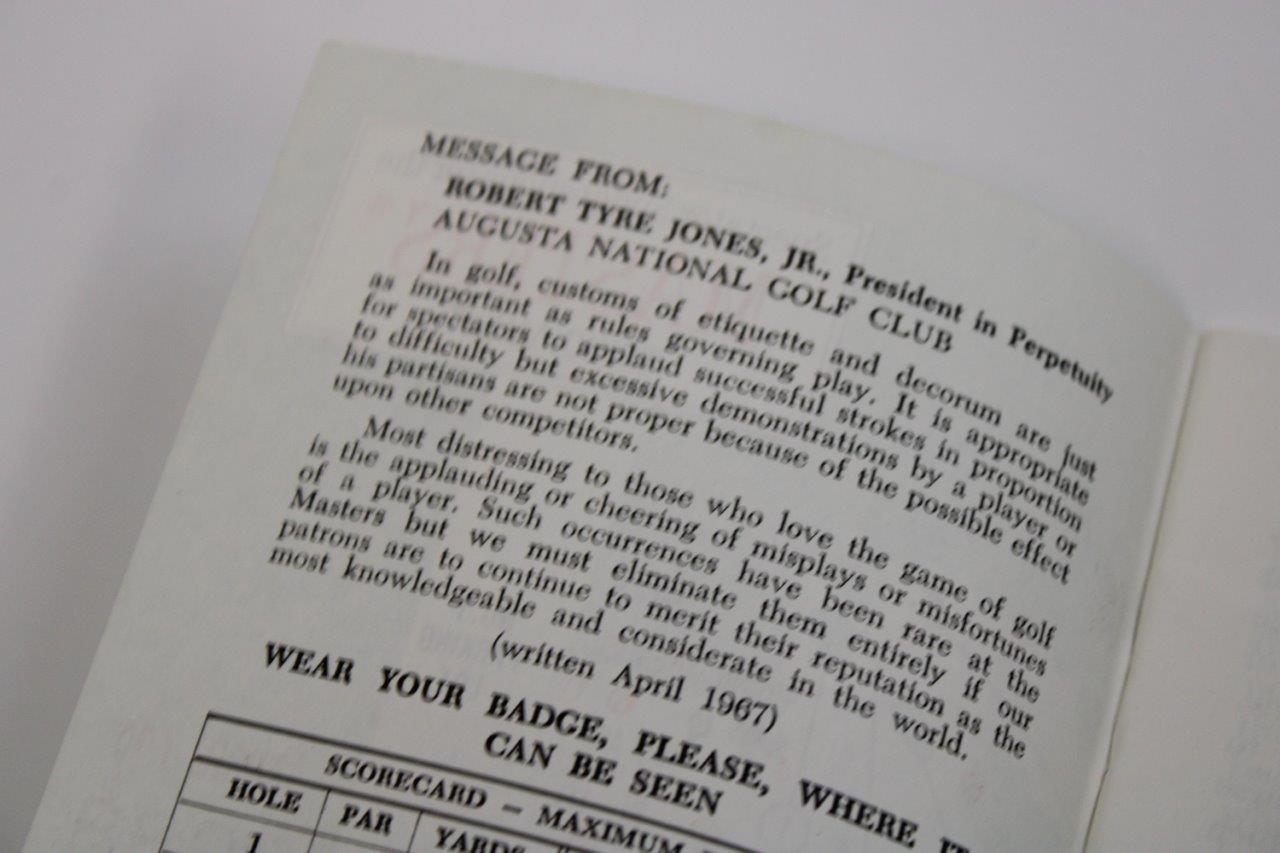 MESSAGE FROM:
ROBERT TYRE JONES, JR., President in Perpetuity
AUGUSTA NATIONAL GOLF CLUB
In golf, customs of etiquette and decorum are just
as important as rules governing play. It is appropriate
for spectators to applaud successful strokes in proportion
to difficulty but excessive demonstrations by a player or
his partisans are not proper because of the possible effect
upon other competitors.
Most distressing to those who love the game of golf
is the applauding or cheering of misplays or misfortunes
of a player. Such occurrences have been rare at the
Masters but we must eliminate them entirely if our
patrons are to continue to merit their reputation as the
most knowledgeable and considerate in the world.
(written April 1967)
WEAR YOUR BADGE, PLEASE, WHERE
CAN BE SEEN
SCORECARD – MAXIMUM
HOLE PAR YARDS
1